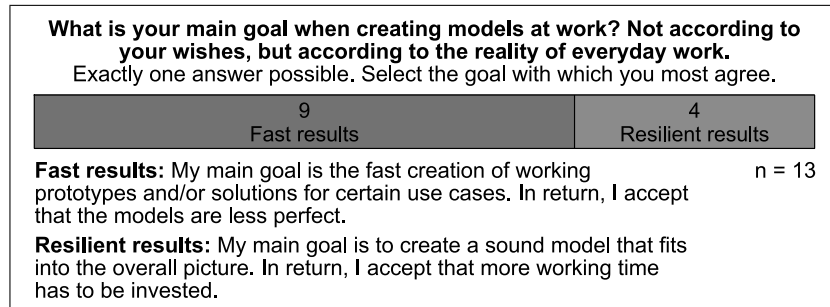 What is your main goal when creating models at work? Not according to
your wishes, but according to the reality of everyday work.
Exactly one answer possible. Select the goal with which you most agree.
9
Fast results
4
Resilient results
Fast results: My main goal is the fast creation of working
prototypes and/or solutions for certain use cases. In return, I accept
that the models are less perfect.
n = 13
Resilient results: My main goal is to create a sound model that fits
into the overall picture. In return, I accept that more working time
has to be invested.